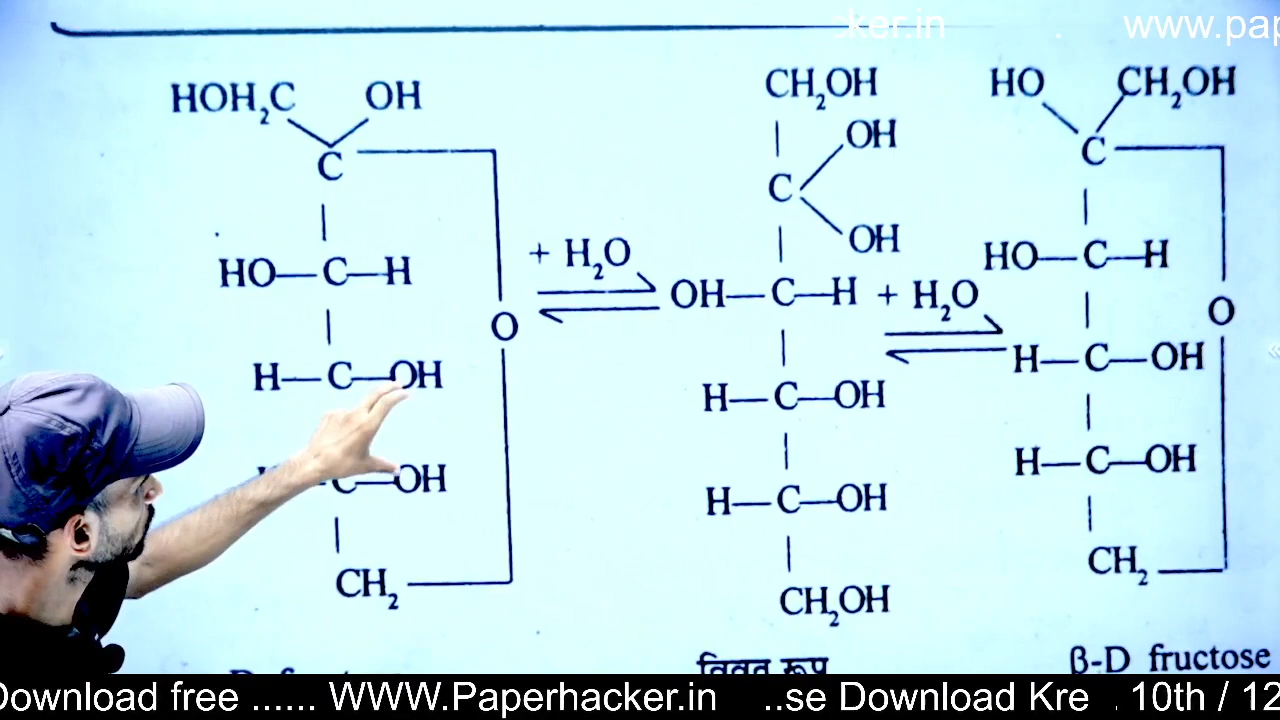 cker.in www.pap
HOH₂C OH
C
HO—C—H
H—C—OH
C—OH
CH₂
O
+ H₂O
CH₂OH
C
OH
OH
OH—C—H
H—C—OH
H—C—OH
CH₂OH
विवृत रूप
+ H₂O
HO CH₂OH
C
HO—C—H
H—C—OH
H—C—OH
CH₂
O
β-D fructose
Download free ...... WWW.Paperhacker.in ..se Download Kre . 10th / 12